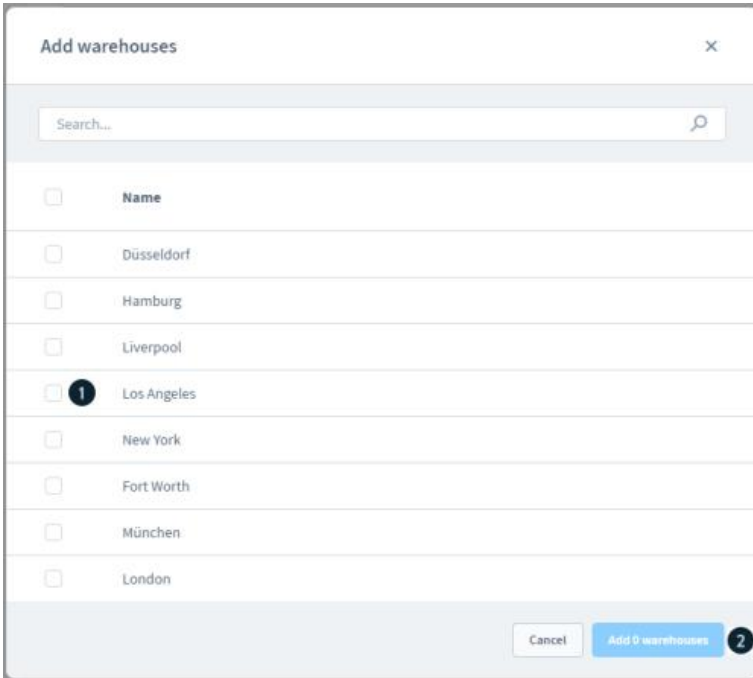 Add warehouses
Search...
Name
Düsseldorf
Hamburg
Liverpool
1 Los Angeles
New York
Fort Worth
München
London
Cancel Add 0 warehouses 2